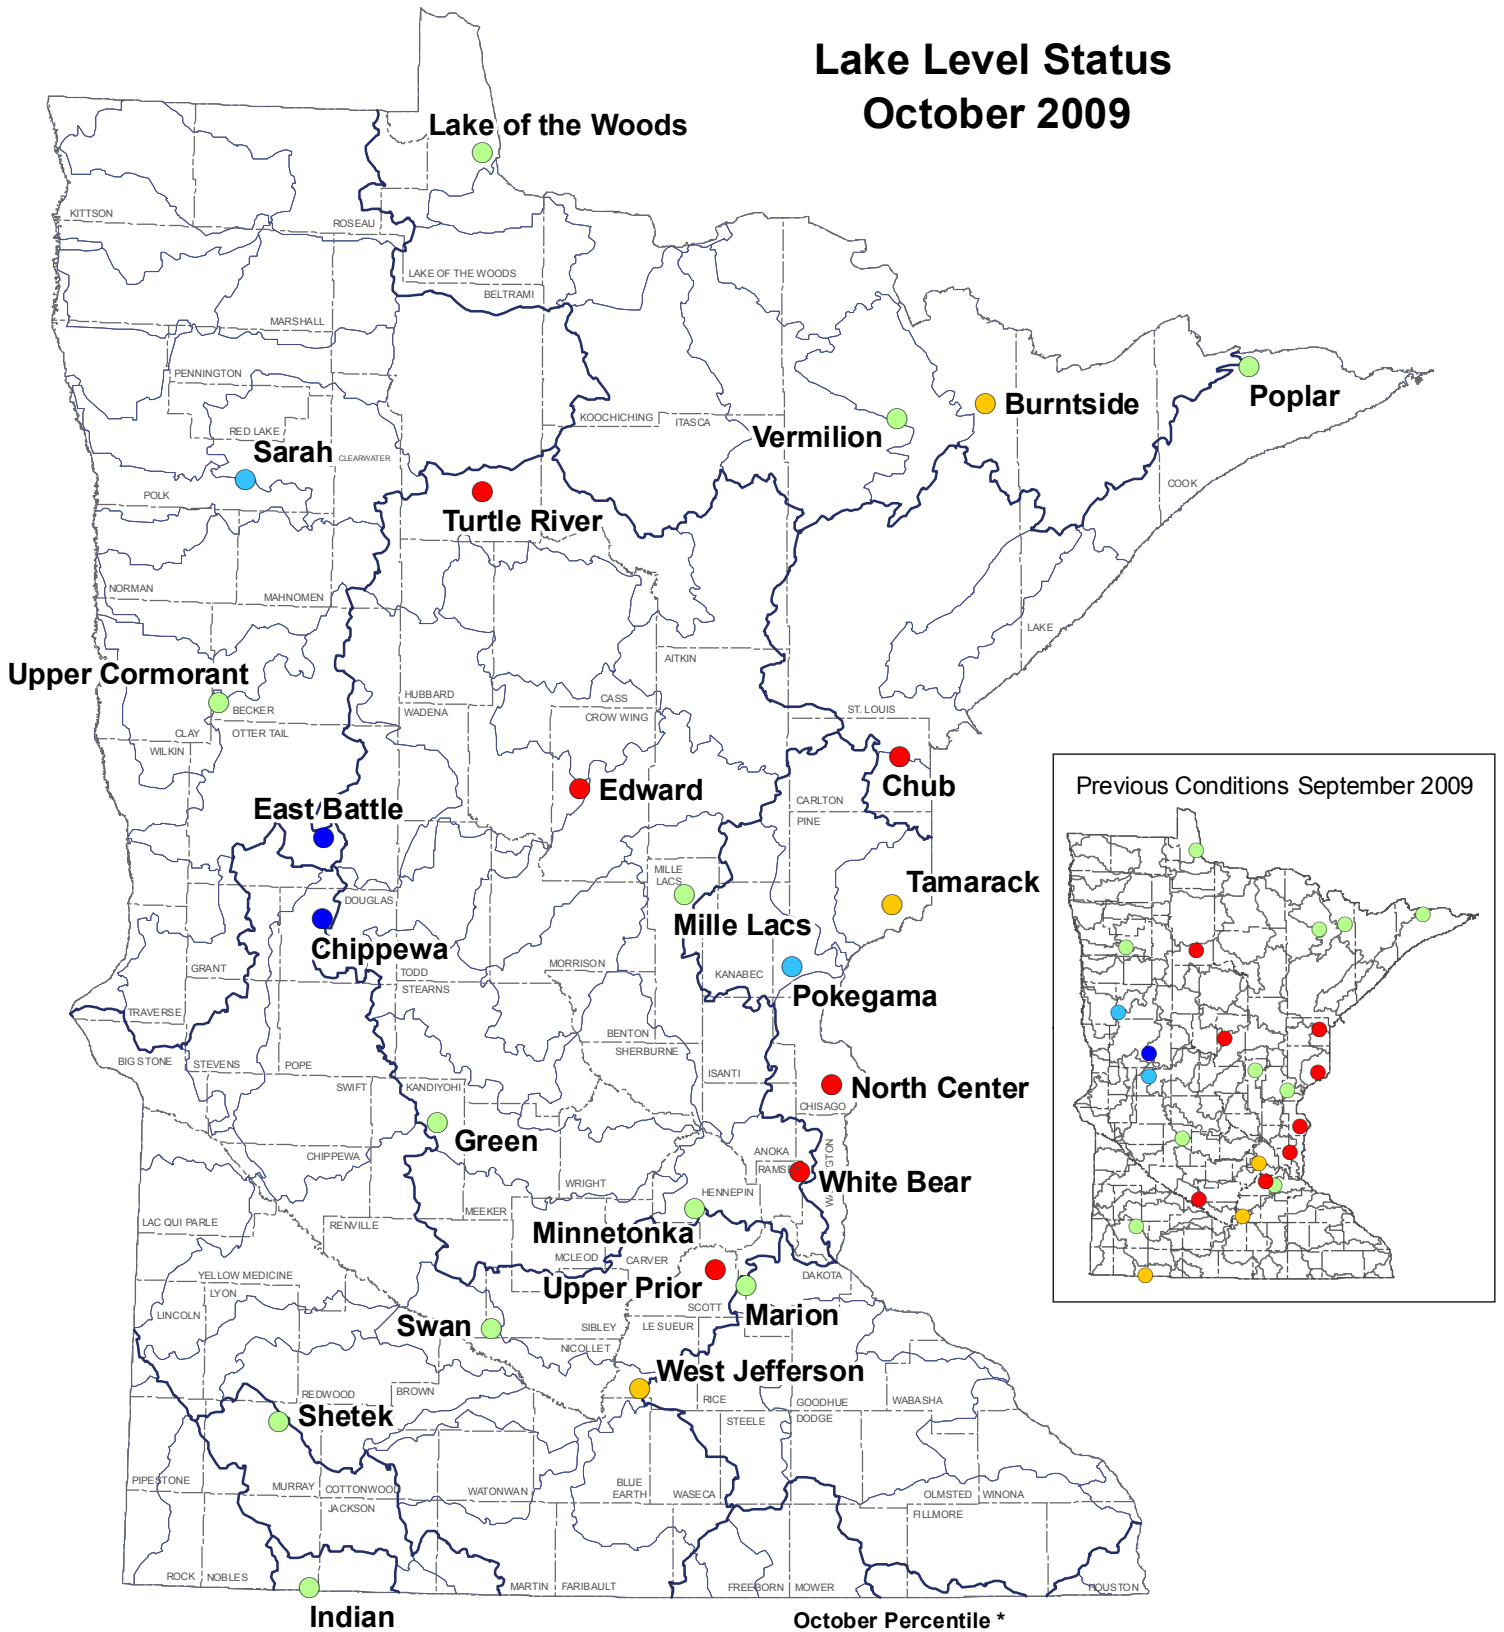 Lake Level Status
October 2009
Lake of the Woods
KITTSON
ROSEAU
LAKE OF THE WOODS
BELTRAMI
MARSHALL
PENNINGTON
Poplar
Burntside
KOOCHICHING
ITASCA
Vermilion
RED LAKE
Sarah
CLEARWATER
COOK
POLK
Turtle River
NORMAN
MAHNOMEN
LAKE
AITKIN
Upper Cormorant
HUBBARD
CASS
BECKER
WADENA
CROW WING
ST. LOUIS
CLAY
OTTER TAIL
WILKIN
Chub
Previous Conditions September 2009
Edward
CARLTON
East Battle
PINE
MILLE
LACS
Tamarack
DOUGLAS
Mille Lacs
Chippewa
GRANT
TODD
MORRISON
KANABEC
STEARNS
Pokegama
TRAVERSE
BENTON
SHERBURNE
BIG STONE
STEVENS
POPE
ISANTI
SWIFT
KANDIYOHI
North Center
CHISAGO
Green
CHIPPEWA
ANOKA
RAMSE
WA
GTON
White Bear
WRIGHT
HENNEPIN
MEEKER
LAC QUI PARLE
RENVILLE
Minnetonka
MCLEOD
CARVER
YELLOW MEDICINE
DAKOTA
LYON
Upper Prior
LINCOLN
SCOTT
Marion
Swan
SIBLEY
LE SUEUR
NICOLLET
West Jefferson
REDWOOD
BROWN
RICE
GOODHUE
WABASHA
Shetek
STEELE
DODGE
PIPESTONE
MURRAY
COTTONWOOD
WATONWAN
BLUE
EARTH
WASECA
OLMSTED
WINONA
JACKSON
FILLMORE
ROCK
NOBLES
MARTIN
FARIBAULT
FREEBORN
MOWER
HOUSTON
Indian
October Percentile *